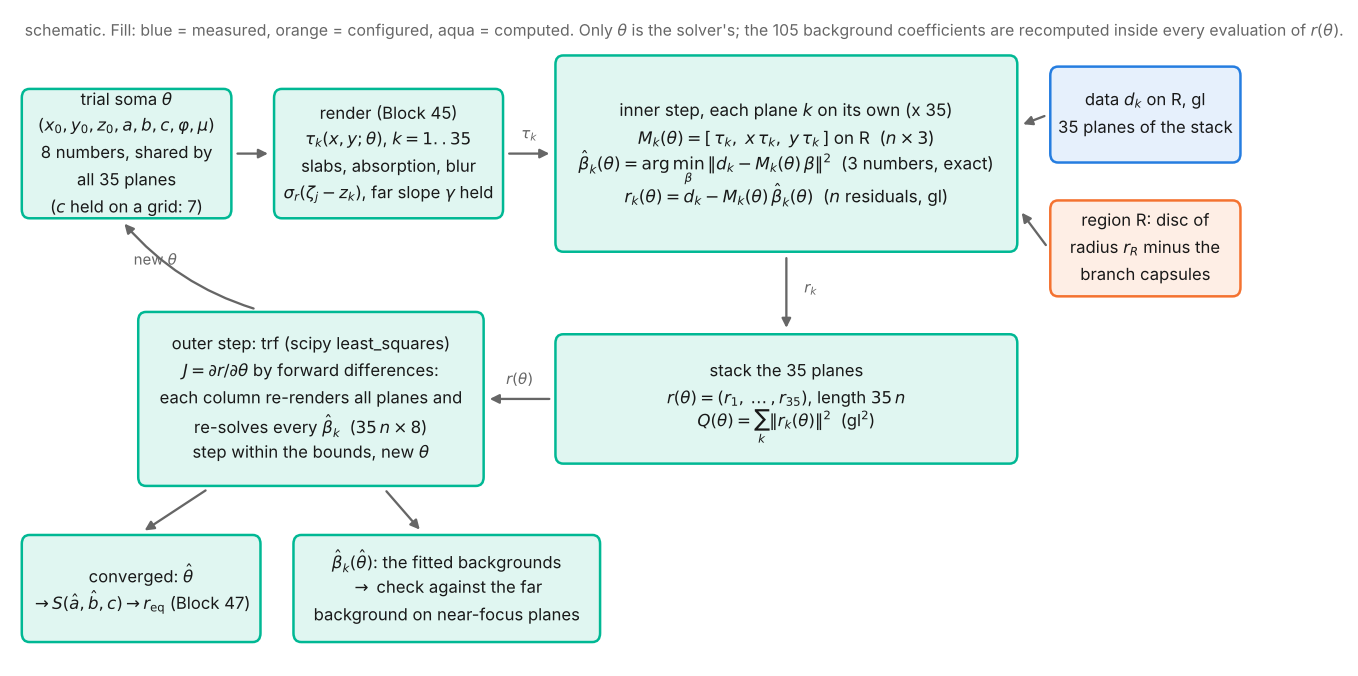 schematic. Fill: blue = measured, orange = configured, aqua = computed. Only θ is the solver's; the 105 background coefficients are recomputed inside every evaluation of r(θ).
trial soma θ
(x₀, y₀, z₀, a, b, c, φ, μ)
8 numbers, shared by
all 35 planes
(c held on a grid: 7)
render (Block 45)
τₖ(x, y; θ), k = 1. . 35
slabs, absorption, blur
σᵣ(ζⱼ − zₖ), far slope γ held
τₖ
inner step, each plane k on its own (x 35)
Mₖ(θ) = [ τₖ, x τₖ, y τₖ ] on R (n × 3)
β̂ₖ(θ) = arg min_β ‖dₖ − Mₖ(θ) β‖² (3 numbers, exact)
rₖ(θ) = dₖ − Mₖ(θ) β̂ₖ(θ) (n residuals, gl)
data dₖ on R, gl
35 planes of the stack
region R: disc of
radius r_R minus the
branch capsules
new θ
rₖ
outer step: trf (scipy least_squares)
J = ∂r/∂θ by forward differences:
each column re-renders all planes and
re-solves every β̂ₖ (35 n × 8)
step within the bounds, new θ
r(θ)
stack the 35 planes
r(θ) = (r₁, …, r₃₅), length 35 n
Q(θ) = ∑ₖ ‖rₖ(θ)‖² (gl²)
converged: θ̂
→ S(â, b̂, c) → r_eq (Block 47)
β̂ₖ(θ̂): the fitted backgrounds
→ check against the far
background on near-focus planes